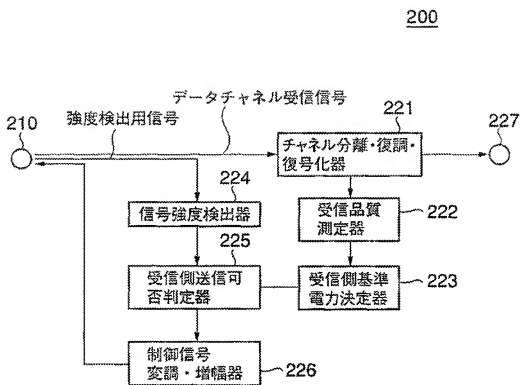 200
データチャネル受信信号
強度検出用信号
210
221
227
チャネル分離・復調・
復号化器
224
信号強度検出器
受信品質
測定器
222
225
受信側送信可
否判定器
受信側基準
電力決定器
223
制御信号
変調・増幅器
226